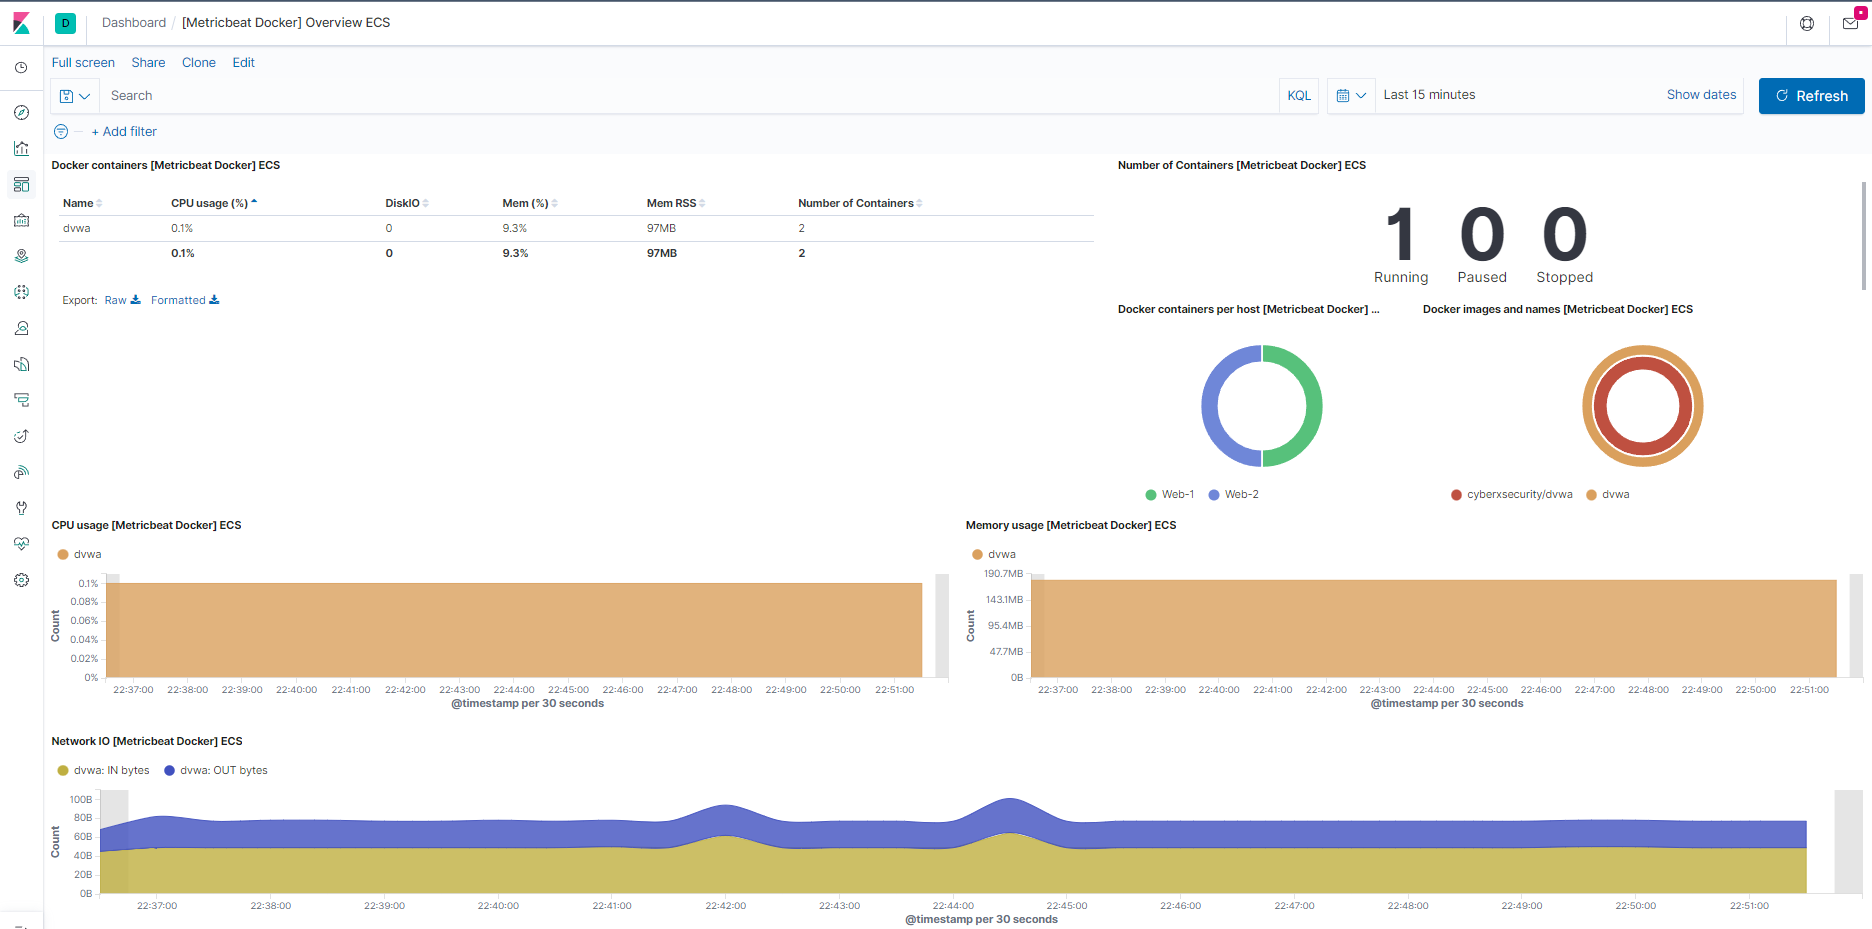 D Dashboard / [Metricbeat Docker] Overview ECS
Full screen Share Clone Edit
Search KQL Last 15 minutes Show dates Refresh
+ Add filter
Docker containers [Metricbeat Docker] ECS
Name CPU usage (%) DiskIO Mem (%) Mem RSS Number of Containers
dvwa 0.1% 0 9.3% 97MB 2
0.1% 0 9.3% 97MB 2
Export: Raw Formatted
Number of Containers [Metricbeat Docker] ECS
1 0 0
Running Paused Stopped
Docker containers per host [Metricbeat Docker] ...
Web-1 Web-2
Docker images and names [Metricbeat Docker] ECS
cyberxsecurity/dvwa dvwa
CPU usage [Metricbeat Docker] ECS
dvwa
0.1%
0.08%
0.06%
0.04%
0.02%
0%
Count
22:37:00 22:38:00 22:39:00 22:40:00 22:41:00 22:42:00 22:43:00 22:44:00 22:45:00 22:46:00 22:47:00 22:48:00 22:49:00 22:50:00 22:51:00
@timestamp per 30 seconds
Memory usage [Metricbeat Docker] ECS
dvwa
190.7MB
143.1MB
95.4MB
47.7MB
0B
Count
22:37:00 22:38:00 22:39:00 22:40:00 22:41:00 22:42:00 22:43:00 22:44:00 22:45:00 22:46:00 22:47:00 22:48:00 22:49:00 22:50:00 22:51:00
@timestamp per 30 seconds
Network IO [Metricbeat Docker] ECS
dvwa: IN bytes dvwa: OUT bytes
100B
80B
60B
40B
20B
0B
Count
22:37:00 22:38:00 22:39:00 22:40:00 22:41:00 22:42:00 22:43:00 22:44:00 22:45:00 22:46:00 22:47:00 22:48:00 22:49:00 22:50:00 22:51:00
@timestamp per 30 seconds